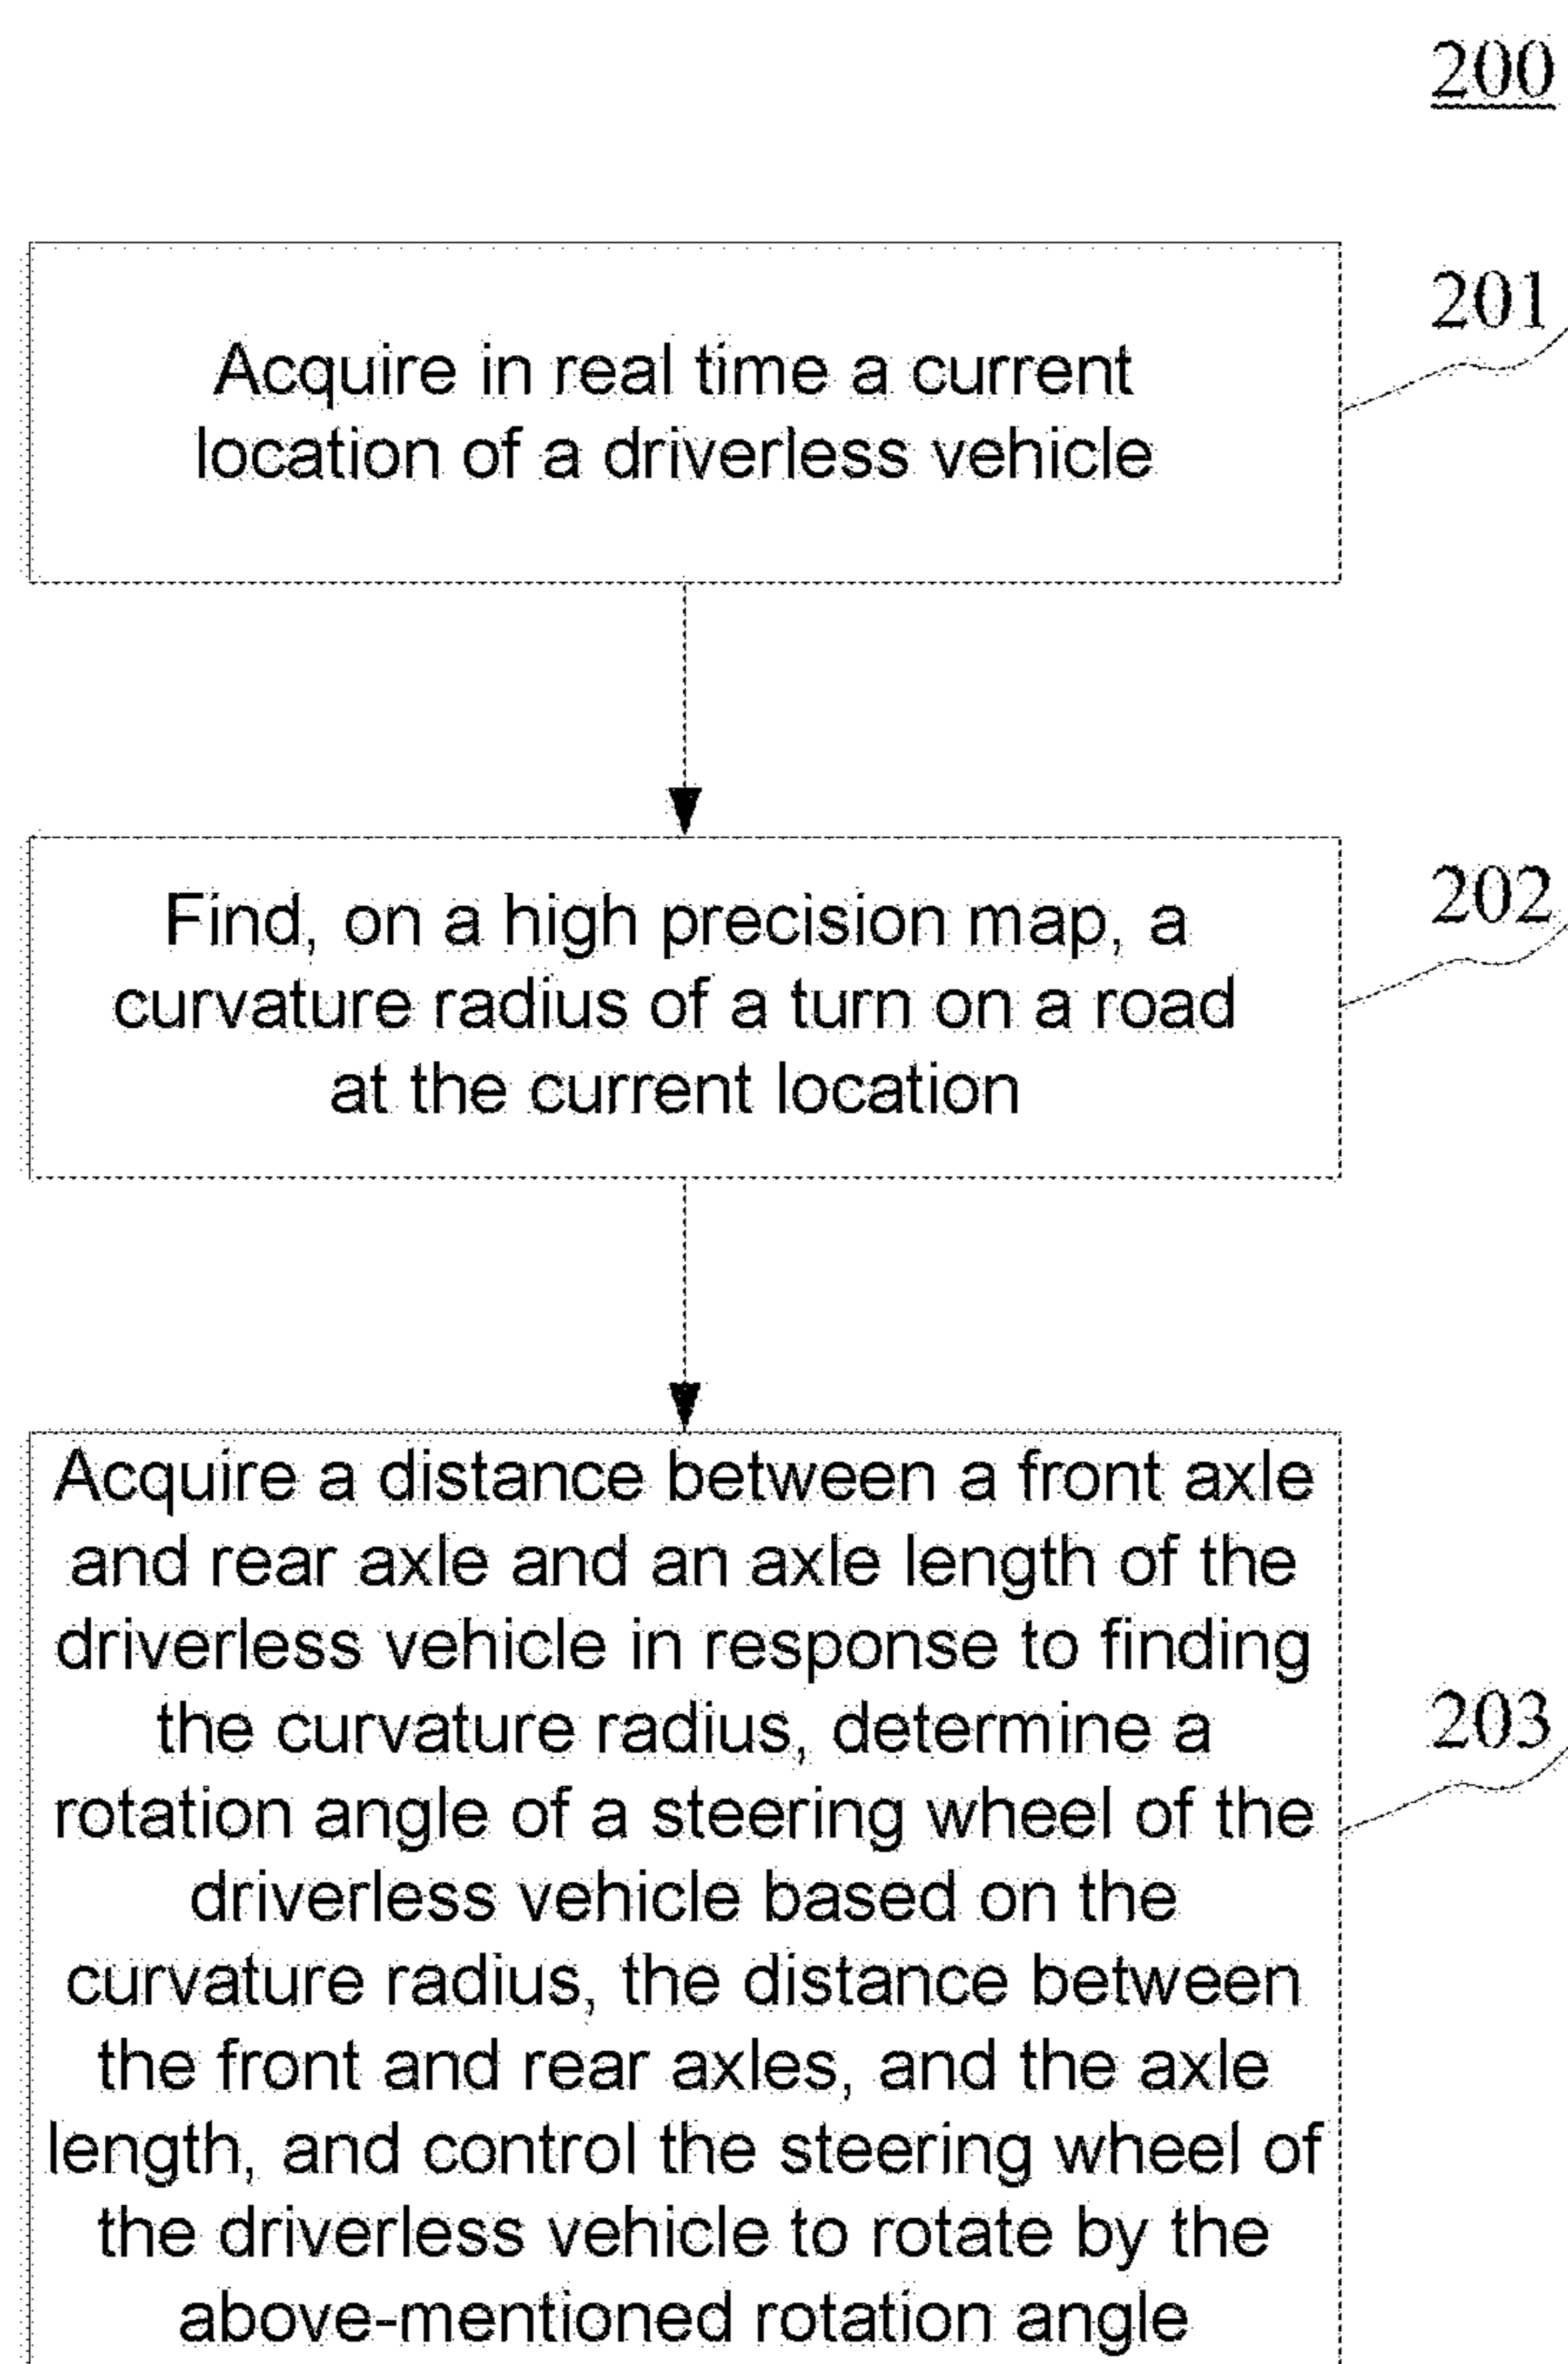 200
201
Acquire in real time a current
location of a driverless vehicle
202
Find, on a high precision map, a
curvature radius of a turn on a road
at the current location
203
Acquire a distance between a front axle
and rear axle and an axle length of the
driverless vehicle in response to finding
the curvature radius, determine a
rotation angle of a steering wheel of the
driverless vehicle based on the
curvature radius, the distance between
the front and rear axles, and the axle
length, and control the steering wheel of
the driverless vehicle to rotate by the
above-mentioned rotation angle